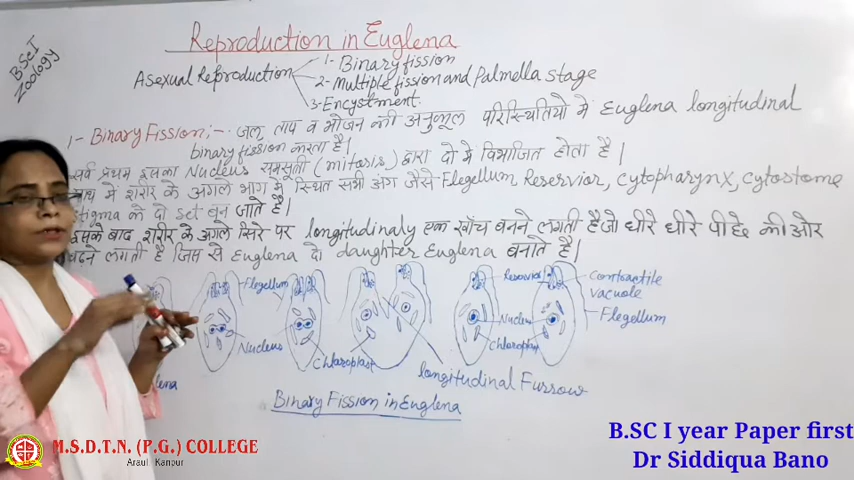 BSc I
Zoology
Reproduction in Euglena
Asexual Reproduction
1- Binary fission
2- Multiple fission and Palmella stage
3- Encystment.
1- Binary Fission:- जल, ताप व भोजन की अनुकूल परिस्थितियो मे Euglena longitudinal
binary fission करता है।
सर्व प्रथम इसका Nucleus समसूती (mitosis) द्वारा दो मे विभाजित होता है।
मे शरीर के अगले भाग मे स्थित सभी अंग जैसे- Flegellum Reservior, Cytopharynx, Cytostome
stigma के दो set बन जाते है।
इसके बाद शरीर के अगले सिरे पर longitudinaly एक खाँच बनने लगती है जो धीरे धीरे पीछे की ओर
बढ़ने लगती है जिस से Euglena दो daughter Euglena बनाते है।
Flegellum
Nucleus
Chloroplast
longitudinal Furrow
Reservior
Nucleus
Chloroplast
Contractile
vacuole
Flegellum
lena
Binary Fission in Euglena
M.S.D.T.N. (P.G.) COLLEGE
Araul, Kanpur
B.SC I year Paper first
Dr Siddiqua Bano